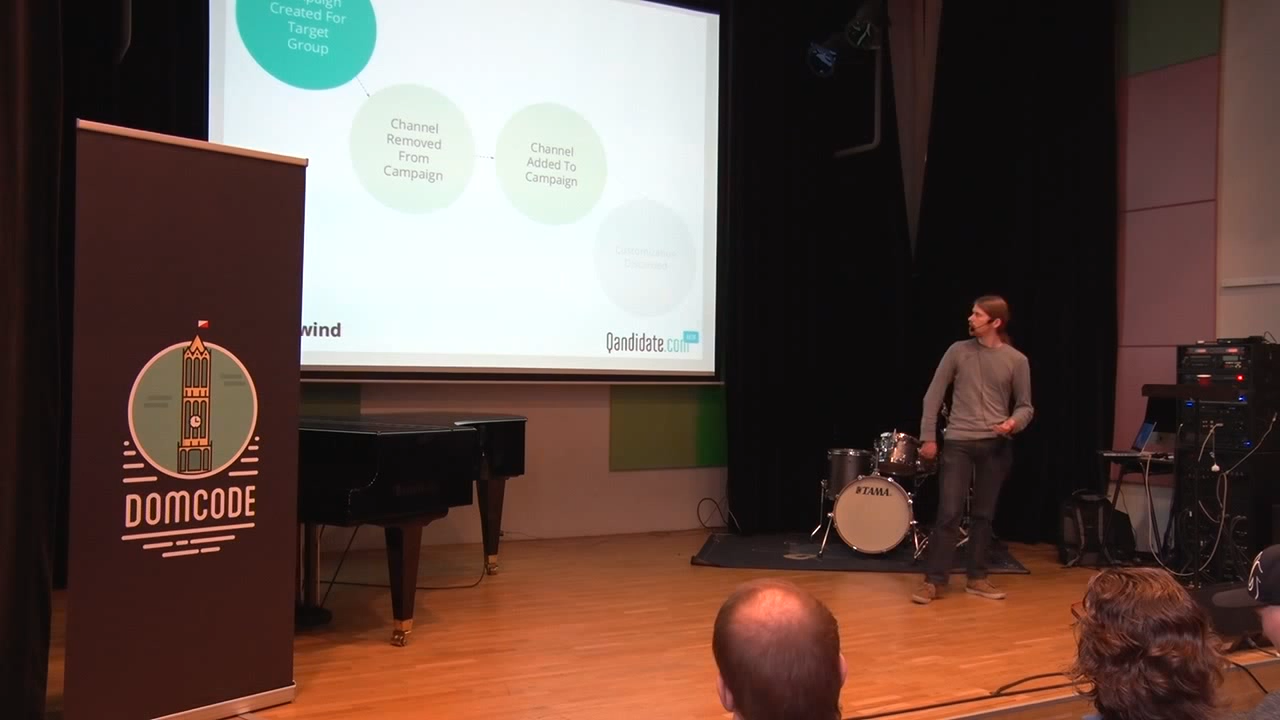 Created For
Target
Group
Channel
Removed
From
Campaign
Channel
Added To
Campaign
wind
Qandidate.com
DOMCODE
TAMA